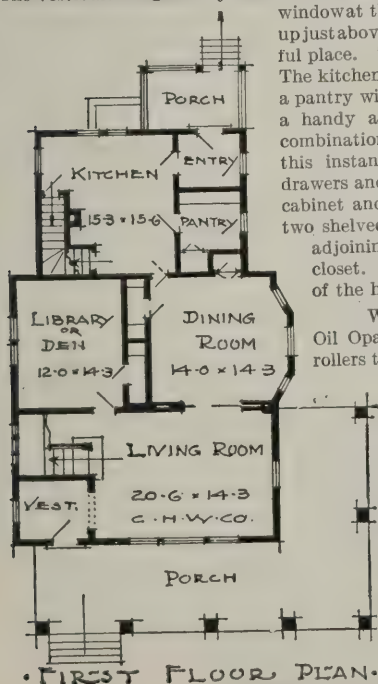 windowat t
upjustabov
ful place.
The kitchen
a pantry wi
a handy a
combination
this instan
drawers and
cabinet and
two shelves
adjoining
closet.
of the h
W
Oil Opa
rollers t
PORCH
KITCHEN
ENTRY
15-3 x 15-6
PANTRY
LIBRARY
OR
DEN
12-0 x 14-3
DINING
ROOM
14-0 x 14-3
LIVING ROOM
20-6 x 14-3
C. H. W. CO.
VEST.
PORCH
• FIRST FLOOR PLAN •